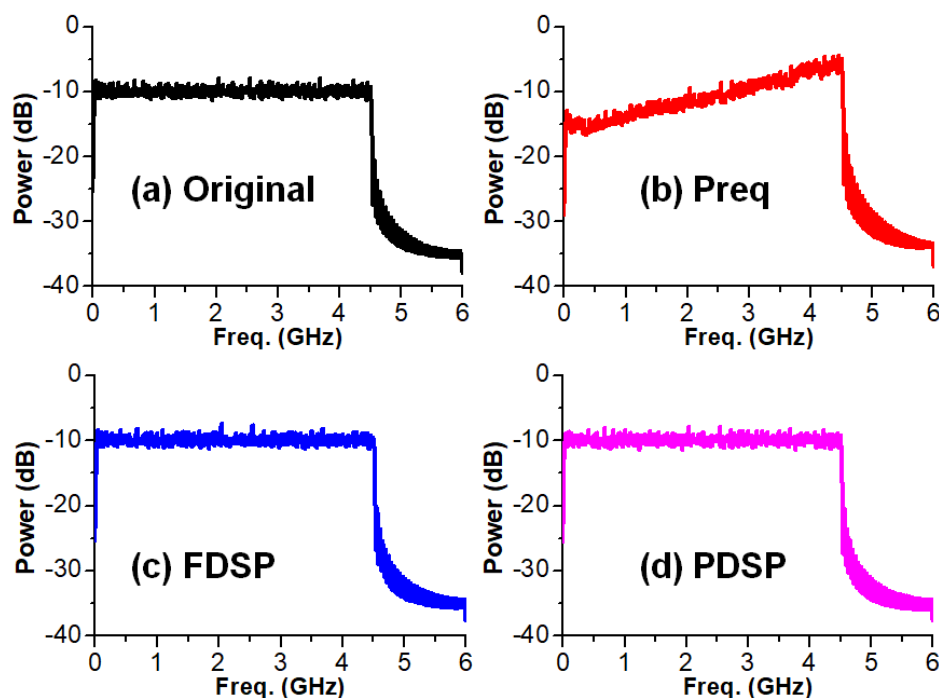 0
-10
-20
-30
-40
Power (dB)
(a) Original
0 1 2 3 4 5 6
Freq. (GHz)
0
-10
-20
-30
-40
Power (dB)
(b) Preq
0 1 2 3 4 5 6
Freq. (GHz)
0
-10
-20
-30
-40
Power (dB)
(c) FDSP
0 1 2 3 4 5 6
Freq. (GHz)
0
-10
-20
-30
-40
Power (dB)
(d) PDSP
0 1 2 3 4 5 6
Freq. (GHz)